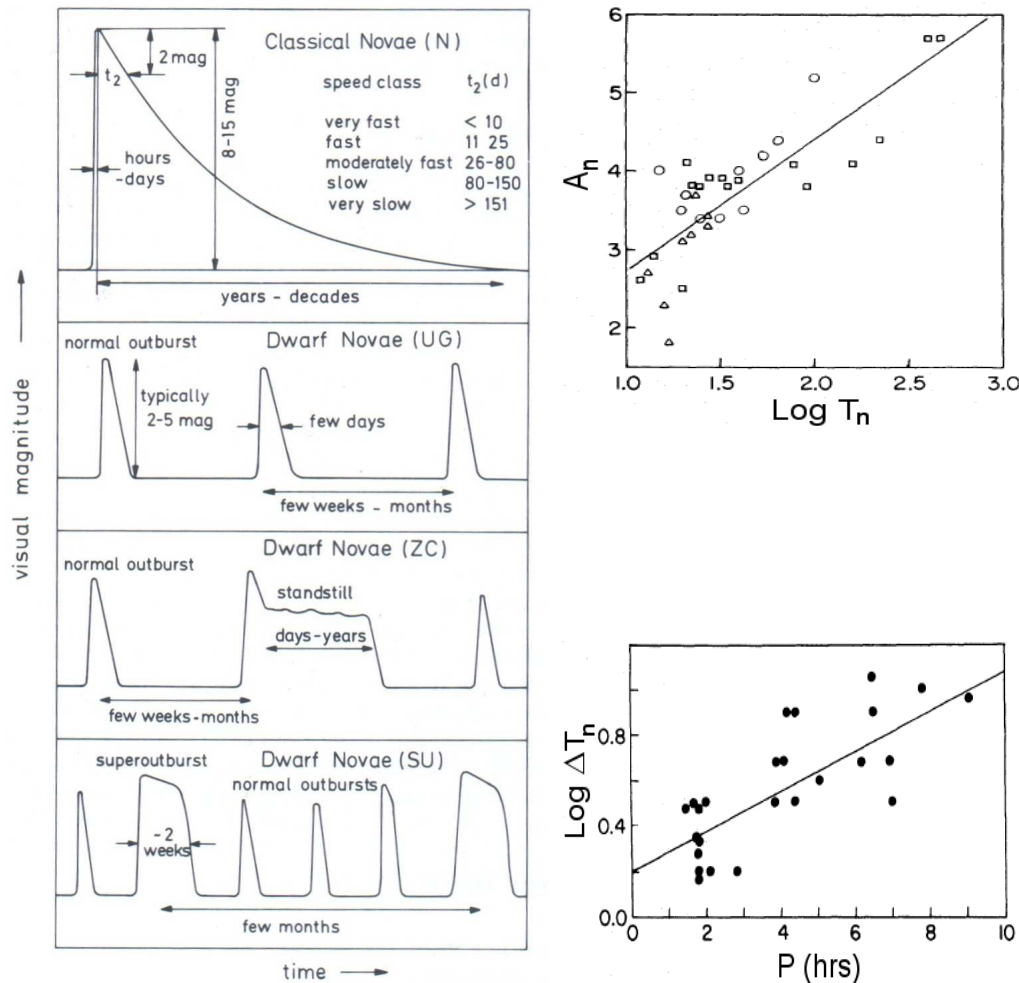 Classical Novae (N)
2 mag
t2
speed class t2(d)
very fast < 10
fast 11 25
moderately fast 26-80
slow 80-150
very slow > 151
hours
-days
8-15 mag
years - decades
normal outburst Dwarf Novae (UG)
typically
2-5 mag
few days
few weeks - months
Dwarf Novae (ZC)
normal outburst
standstill
days-years
few weeks-months
Dwarf Novae (SU)
superoutburst
normal outbursts
~2
weeks
few months
visual magnitude
time
An
6
5
4
3
2
1.0 1.5 2.0 2.5 3.0
Log Tn
Log ΔTn
0.8
0.4
0.0
0 2 4 6 8 10
P (hrs)